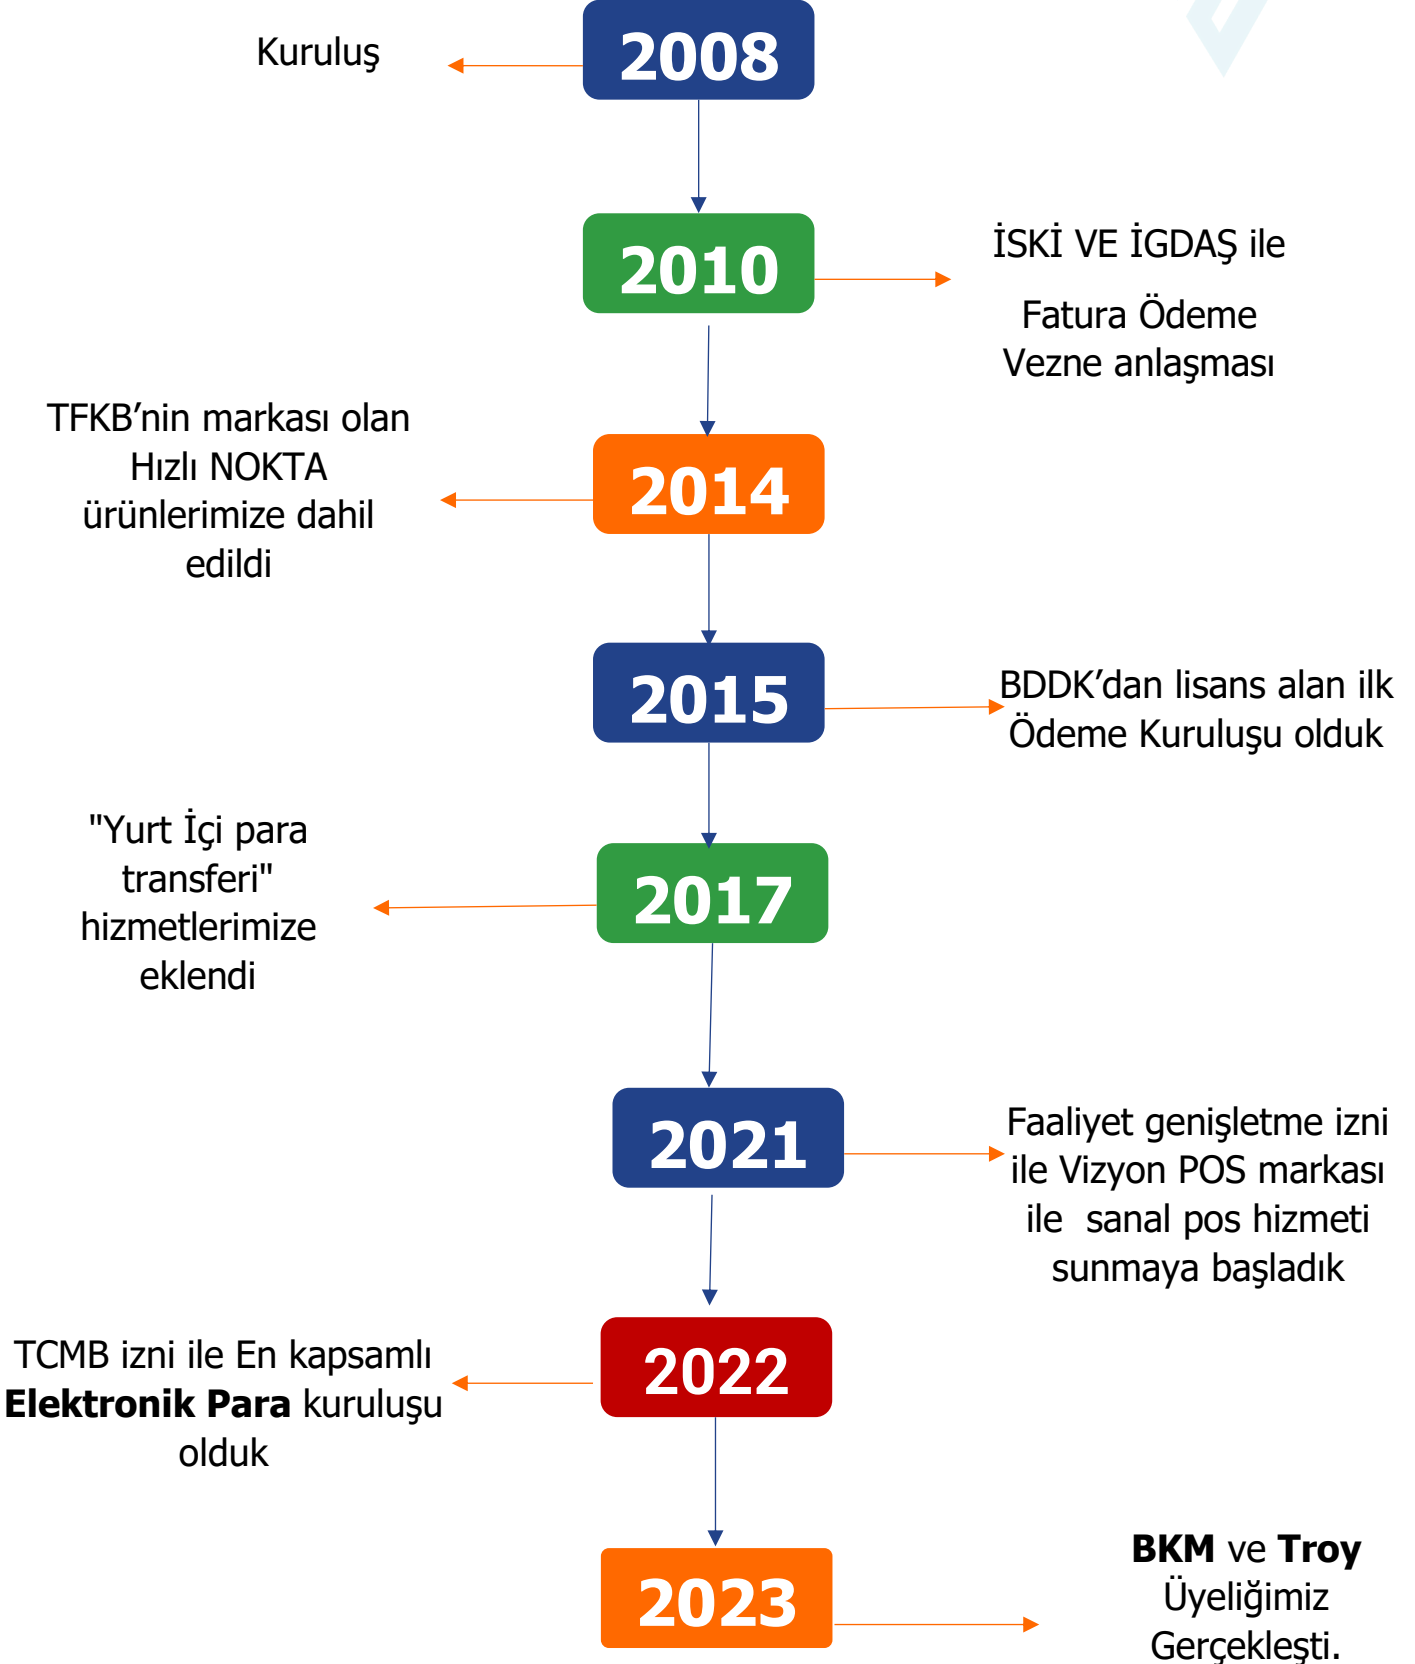 Kuruluş
2008
2010
İSKİ VE İGDAŞ ile
Fatura Ödeme
Vezne anlaşması
TFKB’nin markası olan
Hızlı NOKTA
ürünlerimize dahil
edildi
2014
2015
BDDK’dan lisans alan ilk
Ödeme Kuruluşu olduk
"Yurt İçi para
transferi"
hizmetlerimize
eklendi
2017
2021
Faaliyet genişletme izni
ile Vizyon POS markası
ile  sanal pos hizmeti
sunmaya başladık
TCMB izni ile En kapsamlı
Elektronik Para kuruluşu
olduk
2022
2023
BKM ve Troy
Üyeliğimiz
Gerçekleşti.